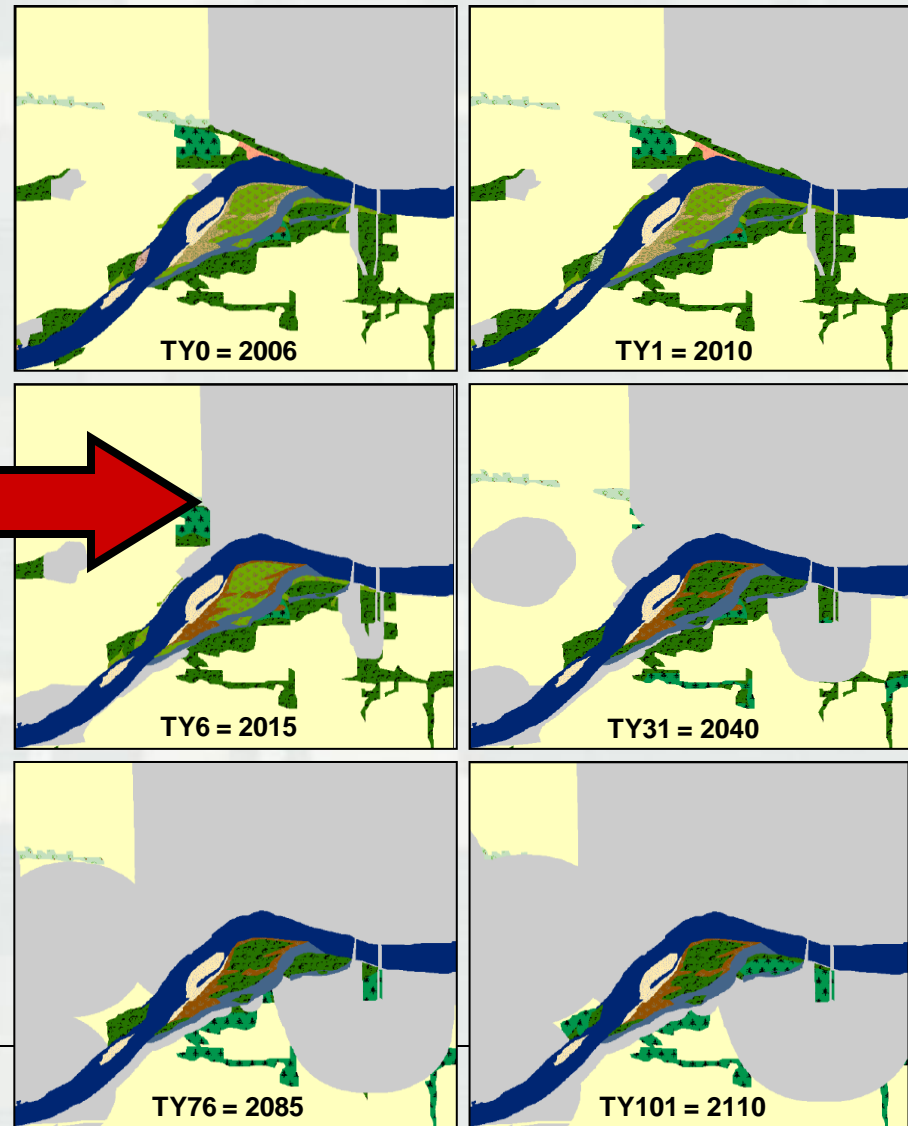 TY0 = 2006
TY1 = 2010
TY6 = 2015
TY31 = 2040
TY76 = 2085
TY101 = 2110